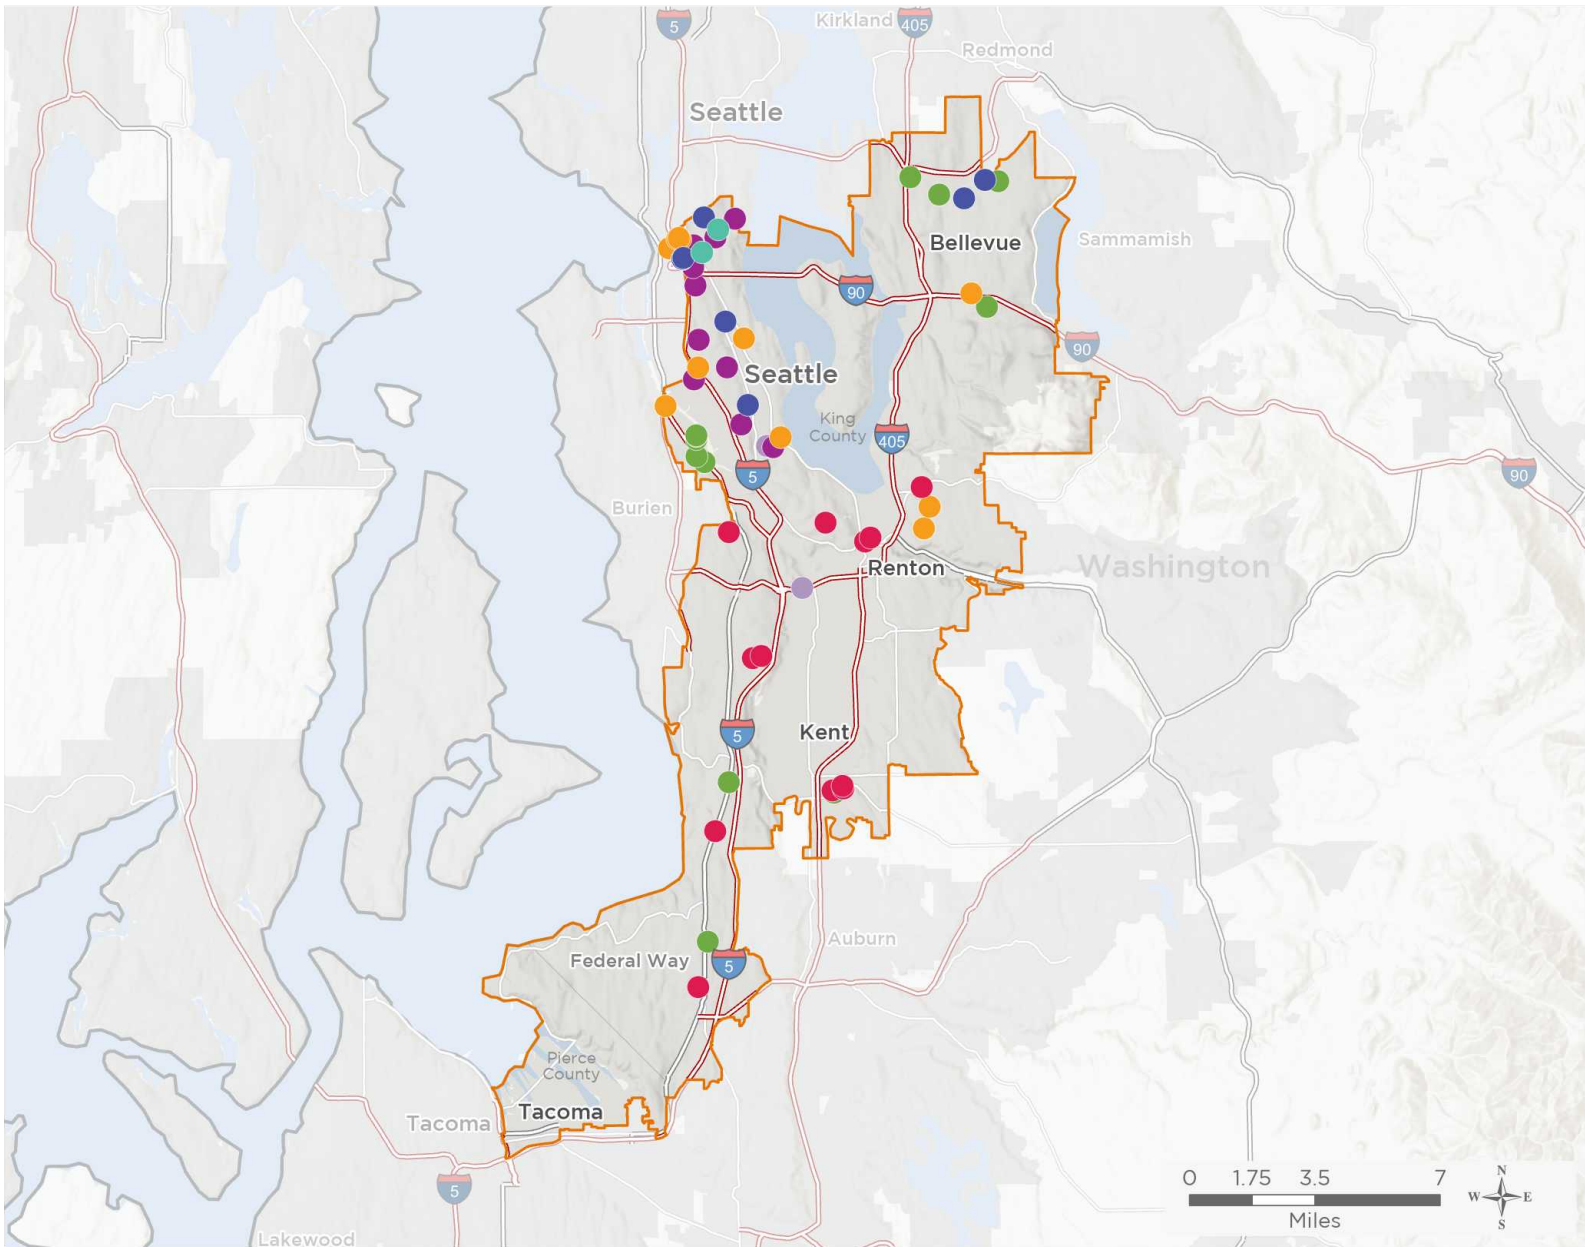 5
Kirkland
405
Redmond
Seattle
Bellevue
Sammamish
90
90
Seattle
King
County
405
5
90
Burien
Washington
Renton
5
Kent
Auburn
Federal Way
5
Pierce
County
Tacoma
Tacoma
5
Lakewood
0 1.75 3.5 7
Miles
N
W E
S